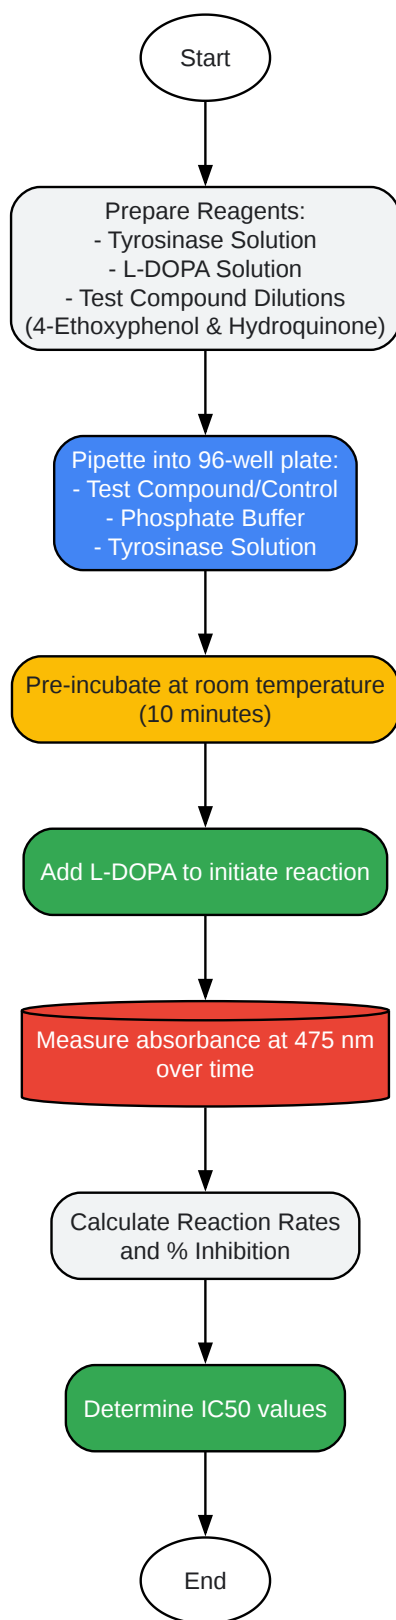 Start
Prepare Reagents:
- Tyrosinase Solution
- L-DOPA Solution
- Test Compound Dilutions
(4-Ethoxyphenol & Hydroquinone)
Pipette into 96-well plate:
- Test Compound/Control
- Phosphate Buffer
- Tyrosinase Solution
Pre-incubate at room temperature
(10 minutes)
Add L-DOPA to initiate reaction
Measure absorbance at 475 nm
over time
Calculate Reaction Rates
and % Inhibition
Determine IC50 values
End